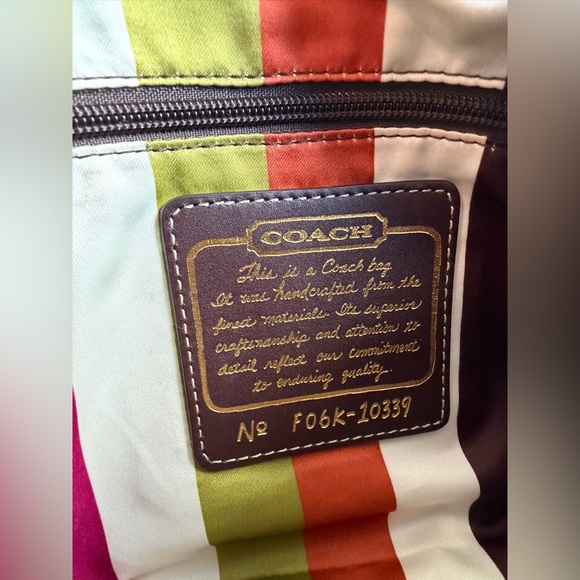 COACH
This is a Coach bag
It was handcrafted from the
finest materials. Its superior
craftsmanship and attention to
detail reflect our commitment
to enduring quality.
No F06K-10339